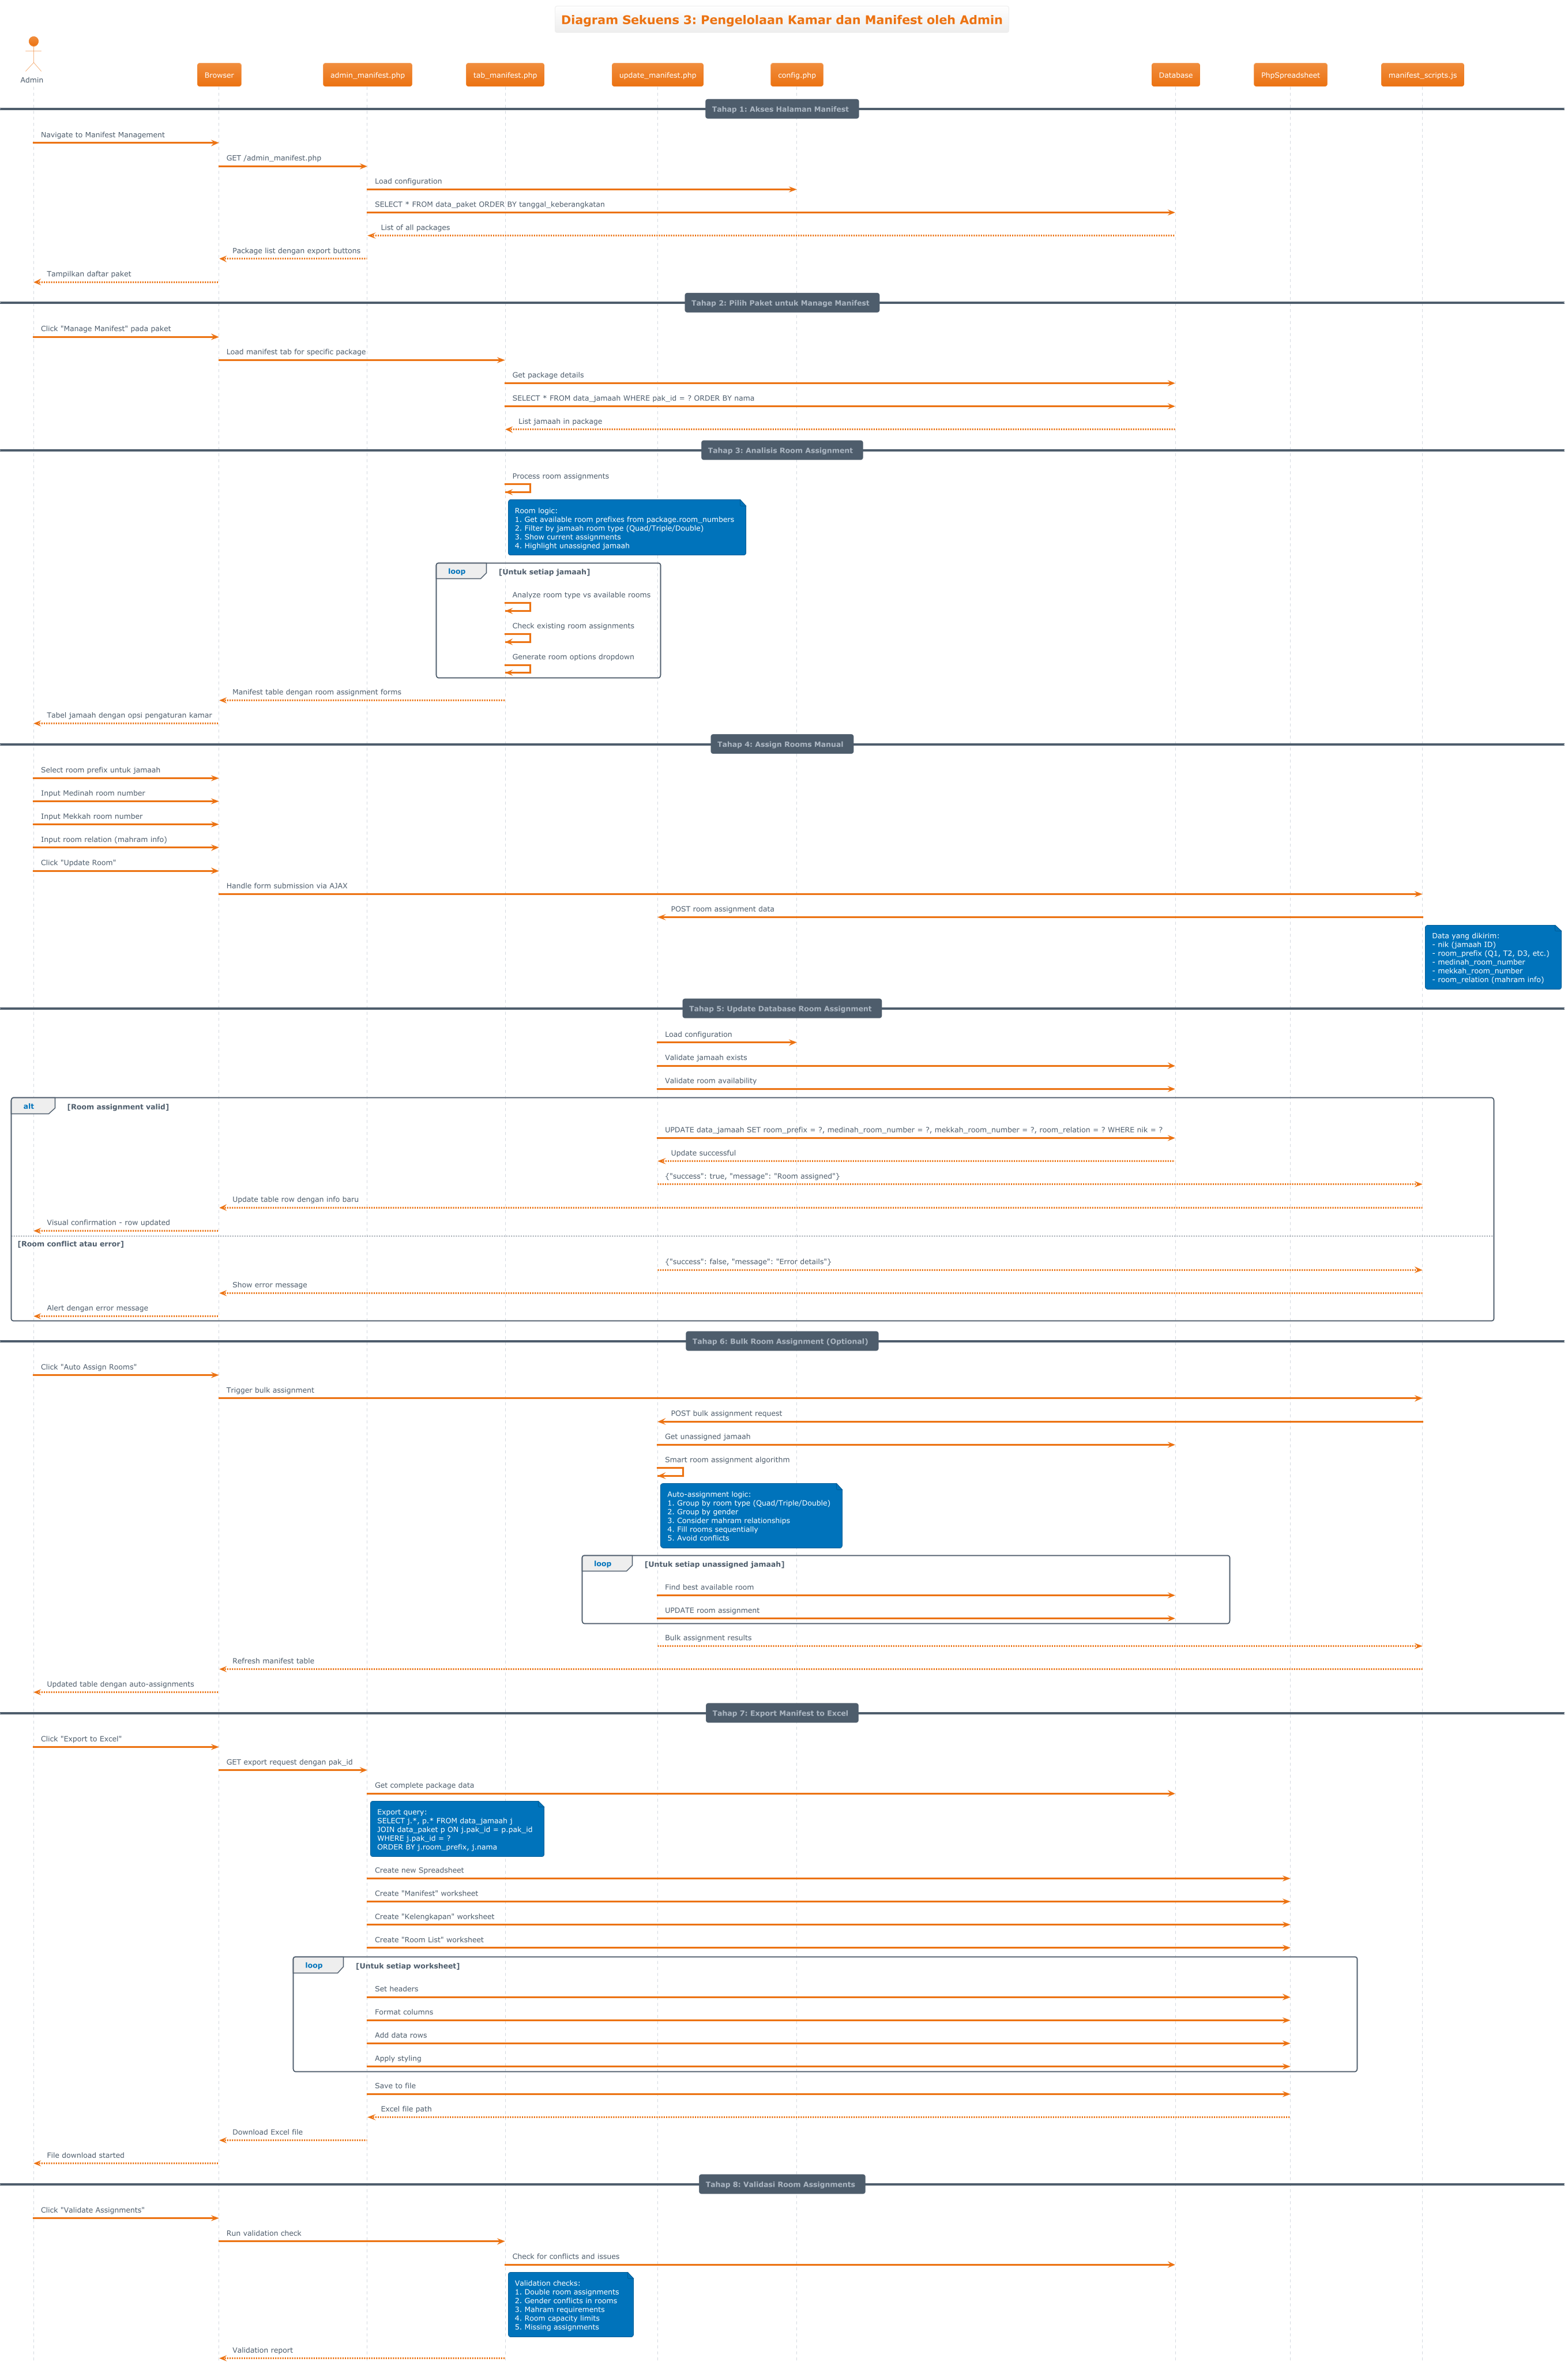 Diagram Sekuens 3: Pengelolaan Kamar dan Manifest oleh Admin
Admin
Browser
admin_manifest.php
tab_manifest.php
update_manifest.php
config.php
Database
PhpSpreadsheet
manifest_scripts.js
Tahap 1: Akses Halaman Manifest
Navigate to Manifest Management
GET /admin_manifest.php
Load configuration
SELECT * FROM data_paket ORDER BY tanggal_keberangkatan
List of all packages
Package list dengan export buttons
Tampilkan daftar paket
Tahap 2: Pilih Paket untuk Manage Manifest
Click "Manage Manifest" pada paket
Load manifest tab for specific package
Get package details
SELECT * FROM data_jamaah WHERE pak_id = ? ORDER BY nama
List jamaah in package
Tahap 3: Analisis Room Assignment
Process room assignments
Room logic:
1. Get available room prefixes from package.room_numbers
2. Filter by jamaah room type (Quad/Triple/Double)
3. Show current assignments
4. Highlight unassigned jamaah
loop
[Untuk setiap jamaah]
Analyze room type vs available rooms
Check existing room assignments
Generate room options dropdown
Manifest table dengan room assignment forms
Tabel jamaah dengan opsi pengaturan kamar
Tahap 4: Assign Rooms Manual
Select room prefix untuk jamaah
Input Medinah room number
Input Mekkah room number
Input room relation (mahram info)
Click "Update Room"
Handle form submission via AJAX
POST room assignment data
Data yang dikirim:
- nik (jamaah ID)
- room_prefix (Q1, T2, D3, etc.)
- medinah_room_number
- mekkah_room_number
- room_relation (mahram info)
Tahap 5: Update Database Room Assignment
Load configuration
Validate jamaah exists
Validate room availability
alt
[Room assignment valid]
UPDATE data_jamaah SET room_prefix = ?, medinah_room_number = ?, mekkah_room_number = ?, room_relation = ? WHERE nik = ?
Update successful
{"success": true, "message": "Room assigned"}
Update table row dengan info baru
Visual confirmation - row updated
[Room conflict atau error]
{"success": false, "message": "Error details"}
Show error message
Alert dengan error message
Tahap 6: Bulk Room Assignment (Optional)
Click "Auto Assign Rooms"
Trigger bulk assignment
POST bulk assignment request
Get unassigned jamaah
Smart room assignment algorithm
Auto-assignment logic:
1. Group by room type (Quad/Triple/Double)
2. Group by gender
3. Consider mahram relationships
4. Fill rooms sequentially
5. Avoid conflicts
loop
[Untuk setiap unassigned jamaah]
Find best available room
UPDATE room assignment
Bulk assignment results
Refresh manifest table
Updated table dengan auto-assignments
Tahap 7: Export Manifest to Excel
Click "Export to Excel"
GET export request dengan pak_id
Get complete package data
Export query:
SELECT j.*, p.* FROM data_jamaah j
JOIN data_paket p ON j.pak_id = p.pak_id
WHERE j.pak_id = ?
ORDER BY j.room_prefix, j.nama
Create new Spreadsheet
Create "Manifest" worksheet
Create "Kelengkapan" worksheet
Create "Room List" worksheet
loop
[Untuk setiap worksheet]
Set headers
Format columns
Add data rows
Apply styling
Save to file
Excel file path
Download Excel file
File download started
Tahap 8: Validasi Room Assignments
Click "Validate Assignments"
Run validation check
Check for conflicts and issues
Validation checks:
1. Double room assignments
2. Gender conflicts in rooms
3. Mahram requirements
4. Room capacity limits
5. Missing assignments
Validation report